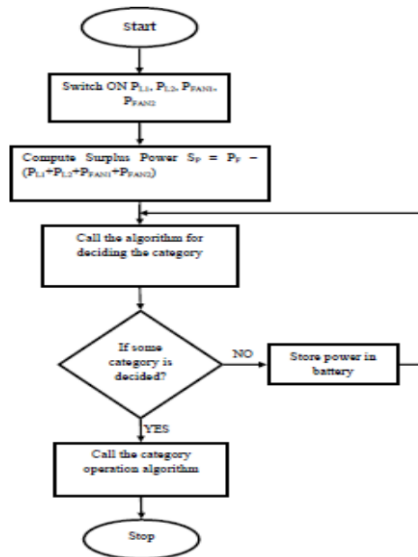 Start
Switch ON PL1, PL2, PFAN1,
PFAN2
Compute Surplus Power SP = PF –
(PL1+PL2+PFAN1+PFAN2)
Call the algorithm for
deciding the category
If some
category is
decided?
NO
Store power in
battery
YES
Call the category
operation algorithm
Stop